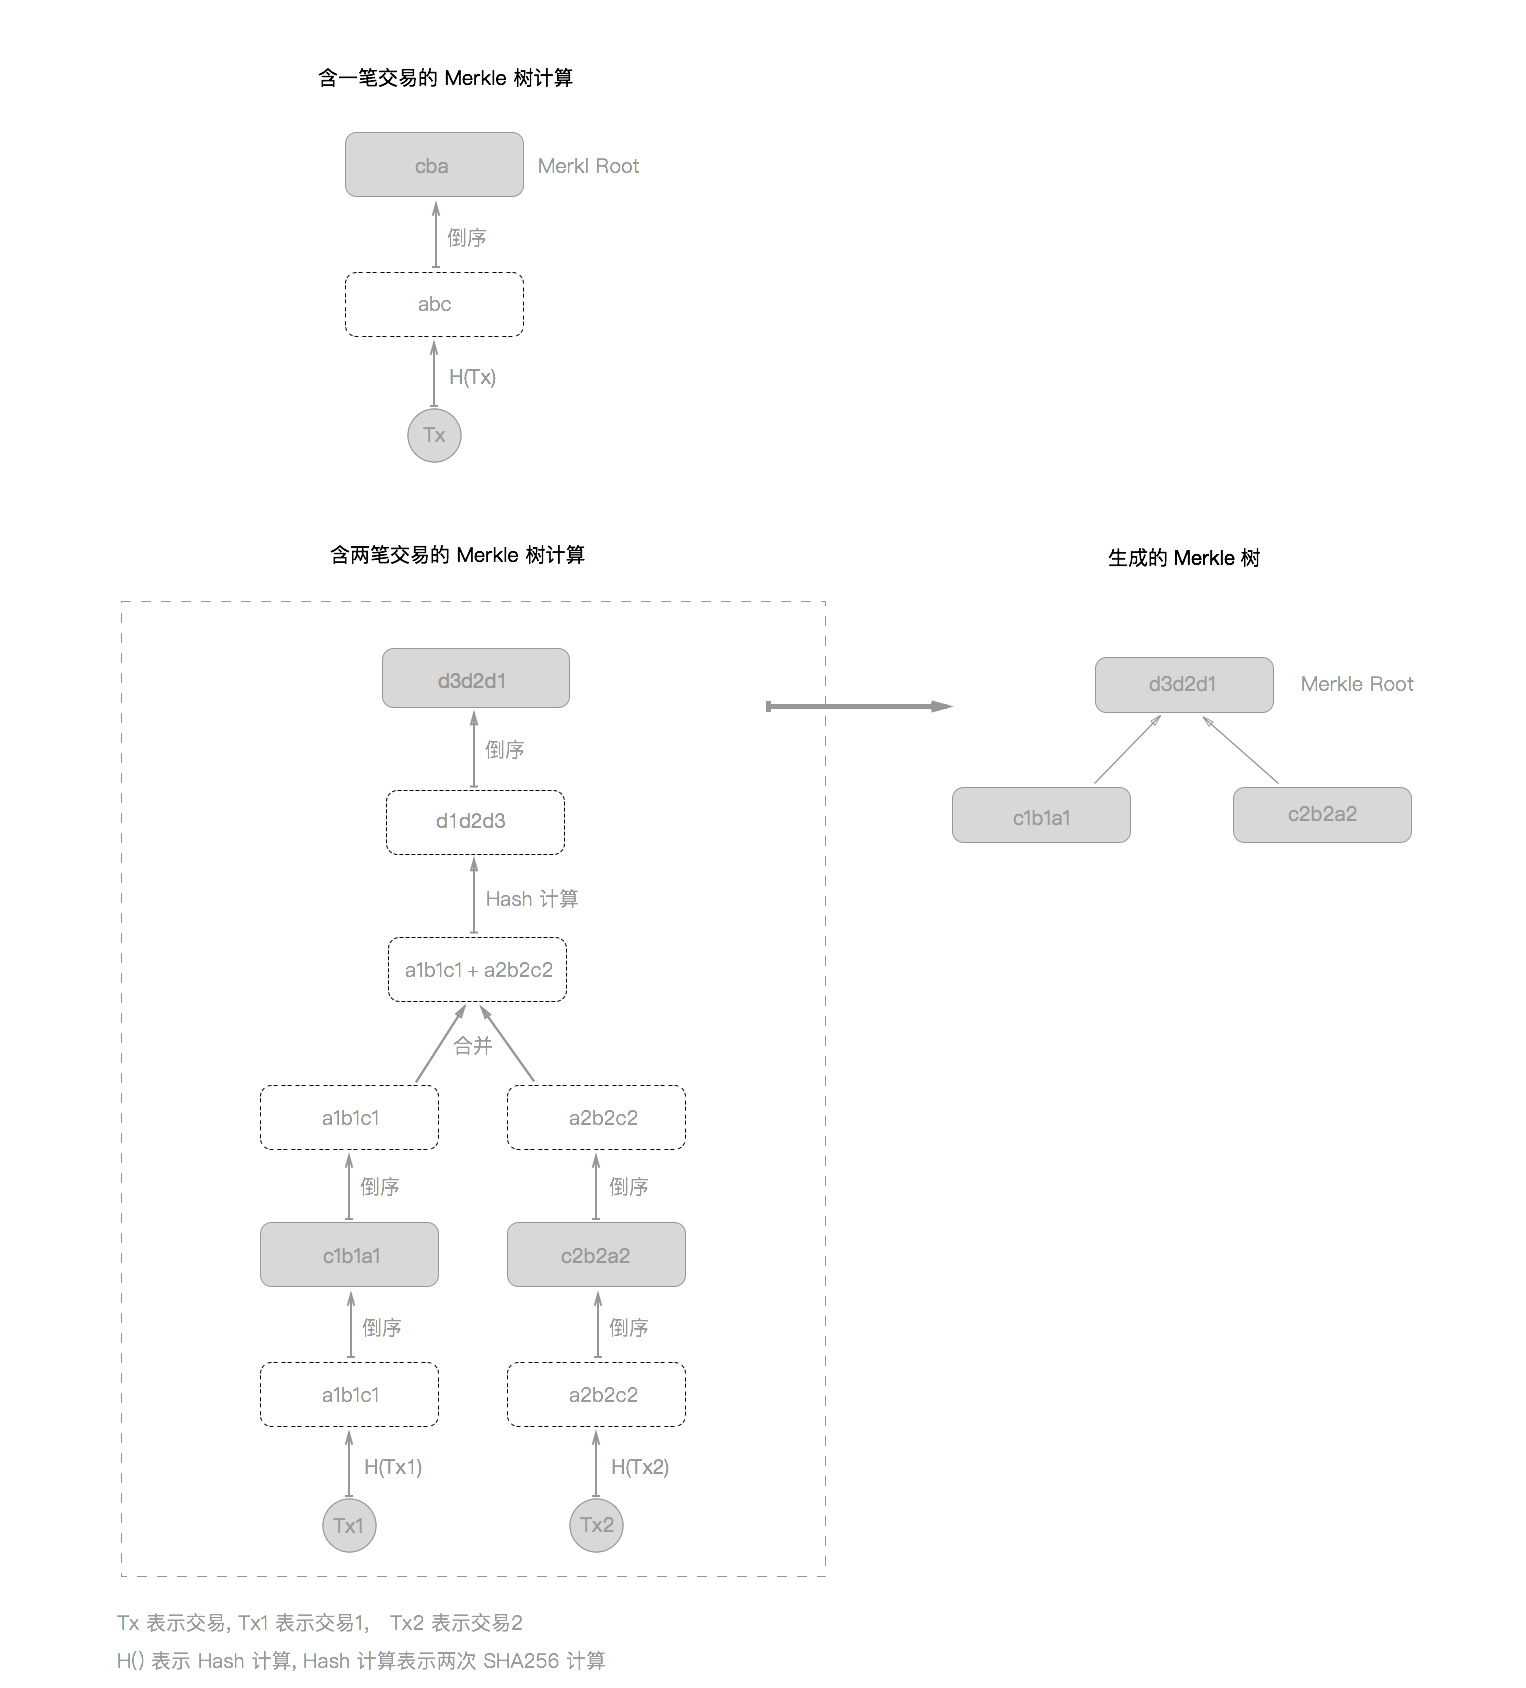 含一笔交易的 Merkle 树计算
cba
Merkl Root
倒序
abc
H(Tx)
Tx
含两笔交易的 Merkle 树计算
d3d2d1
倒序
d1d2d3
Hash 计算
a1b1c1 + a2b2c2
合并
a1b1c1
a2b2c2
倒序
倒序
c1b1a1
c2b2a2
倒序
倒序
a1b1c1
a2b2c2
H(Tx1)
H(Tx2)
Tx1
Tx2
生成的 Merkle 树
d3d2d1
Merkle Root
c1b1a1
c2b2a2
Tx 表示交易, Tx1 表示交易1, Tx2 表示交易2
H() 表示 Hash 计算, Hash 计算表示两次 SHA256 计算